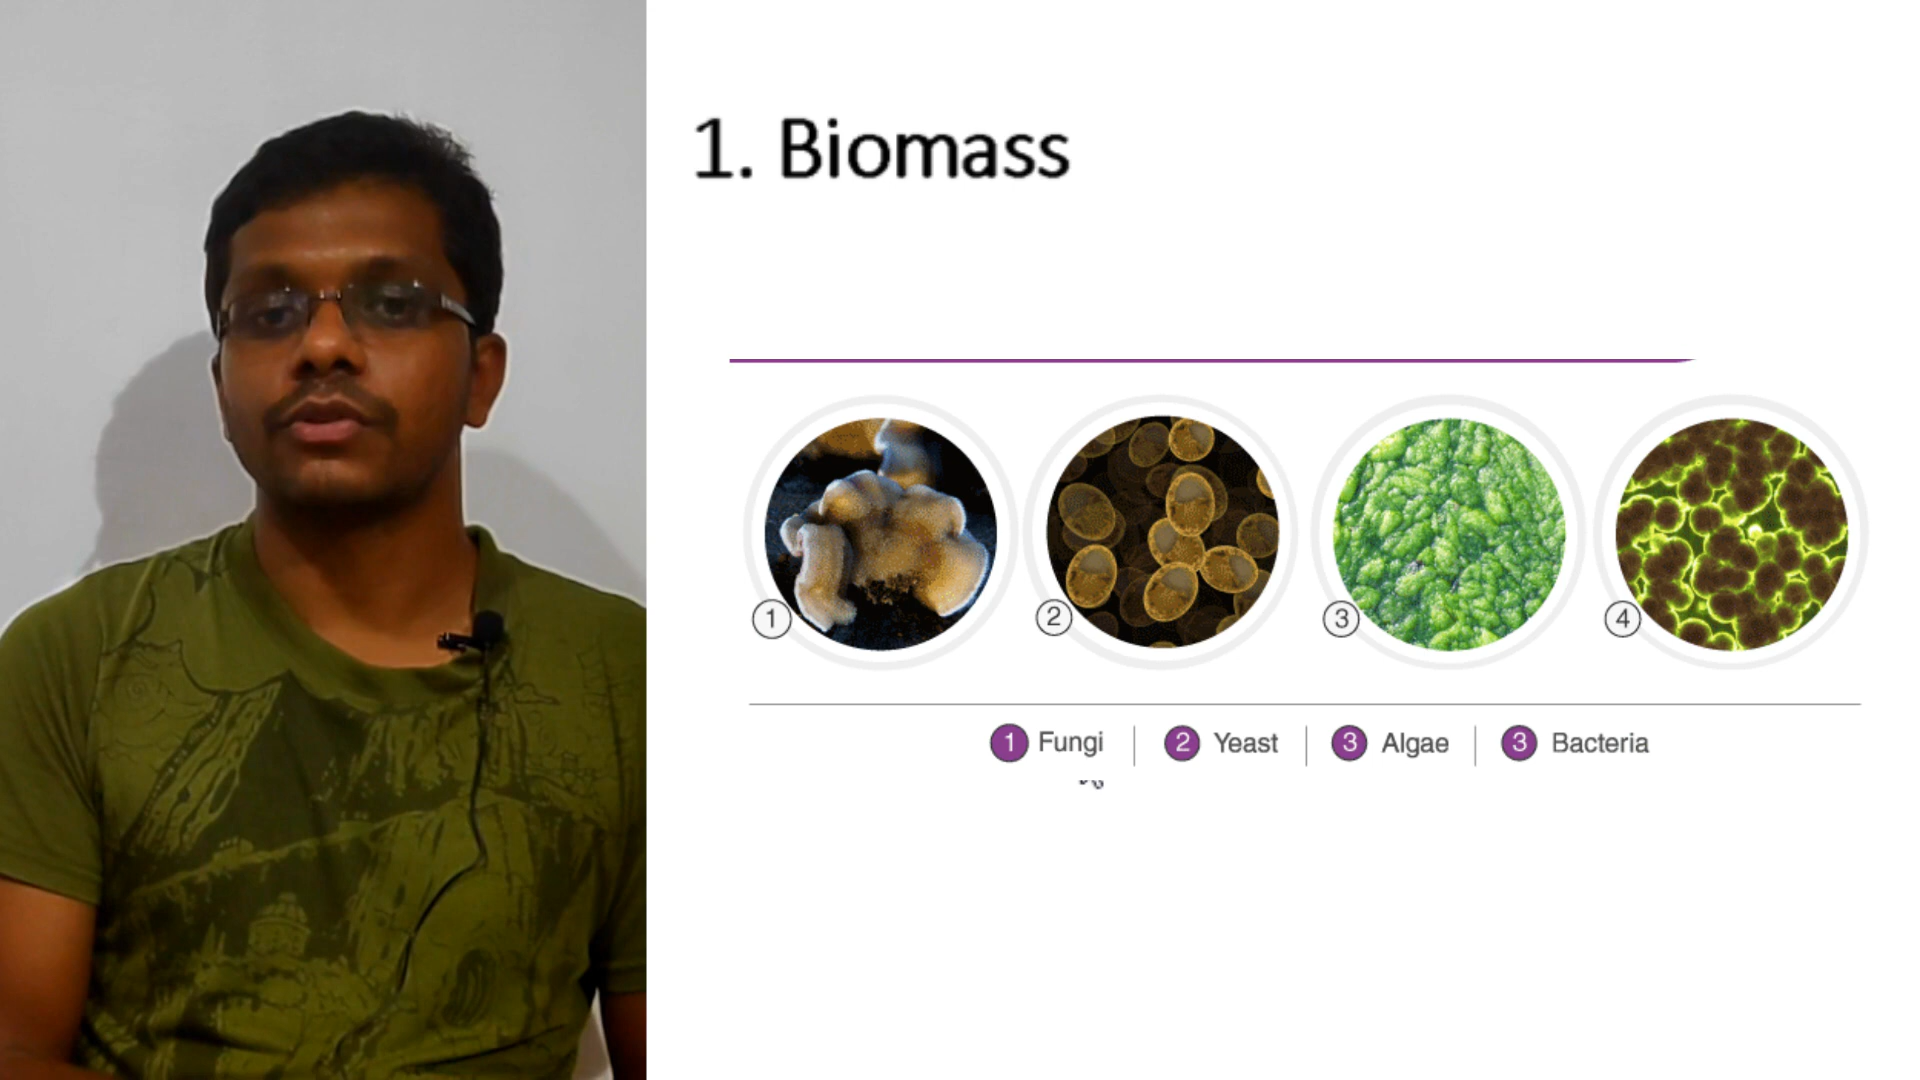 1. Biomass
1 2 3 4
1 Fungi 2 Yeast 3 Algae 3 Bacteria